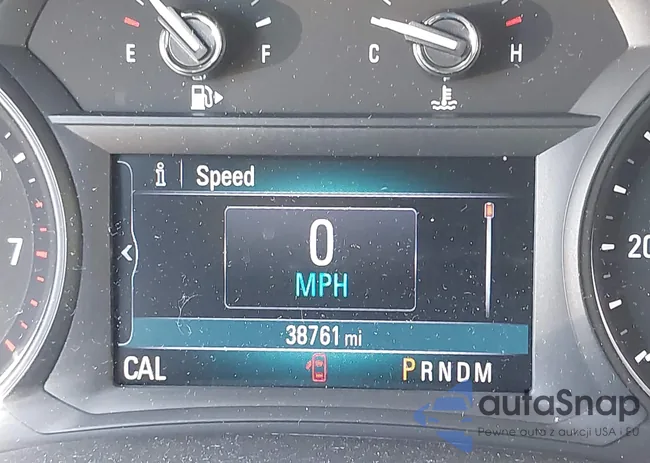 E F C H
i Speed
7 0 20
MPH
38761 mi
CAL PRNDM
autaSnap
Pewne auta z aukcji USA i EU